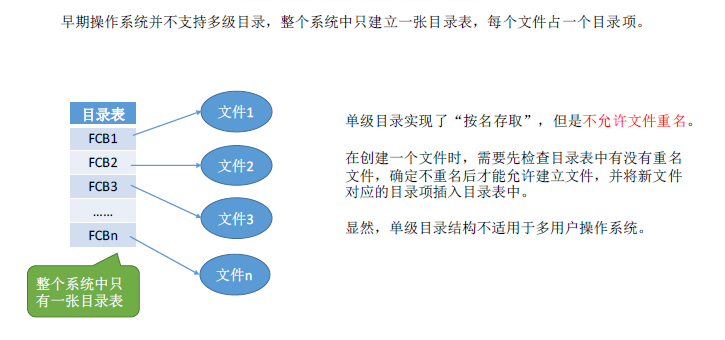 早期操作系统并不支持多级目录，整个系统中只建立一张目录表，每个文件占一个目录项。
目录表
FCB1
FCB2
FCB3
……
FCBn
文件1
文件2
文件3
文件n
整个系统中只
有一张目录表
单级目录实现了“按名存取”，但是不允许文件重名。
在创建一个文件时，需要先检查目录表中有没有重名
文件，确定不重名后才能允许建立文件，并将新文件
对应的目录项插入目录表中。
显然，单级目录结构不适用于多用户操作系统。